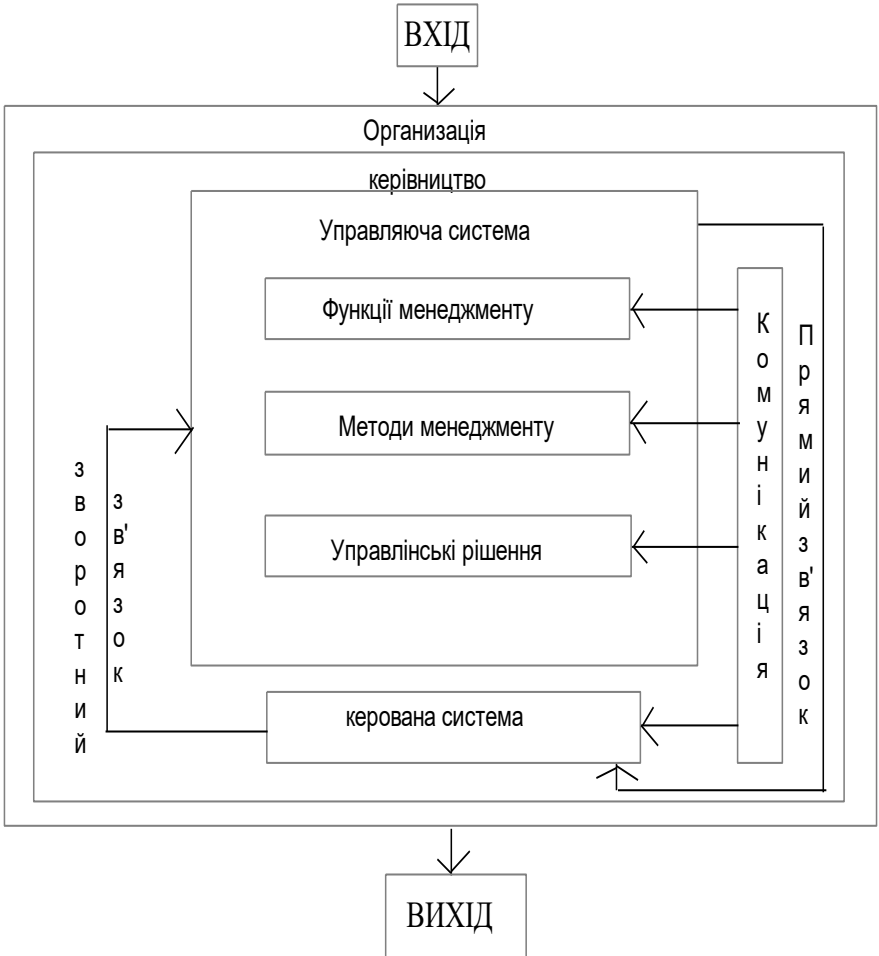 ВХІД
Организація
керівництво
Управляюча система
Функції менеджменту
Методи менеджменту
Управлінські рішення
керована система
зворотний
зв'язок
Комунікація
Прямий зв'язок
ВИХІД